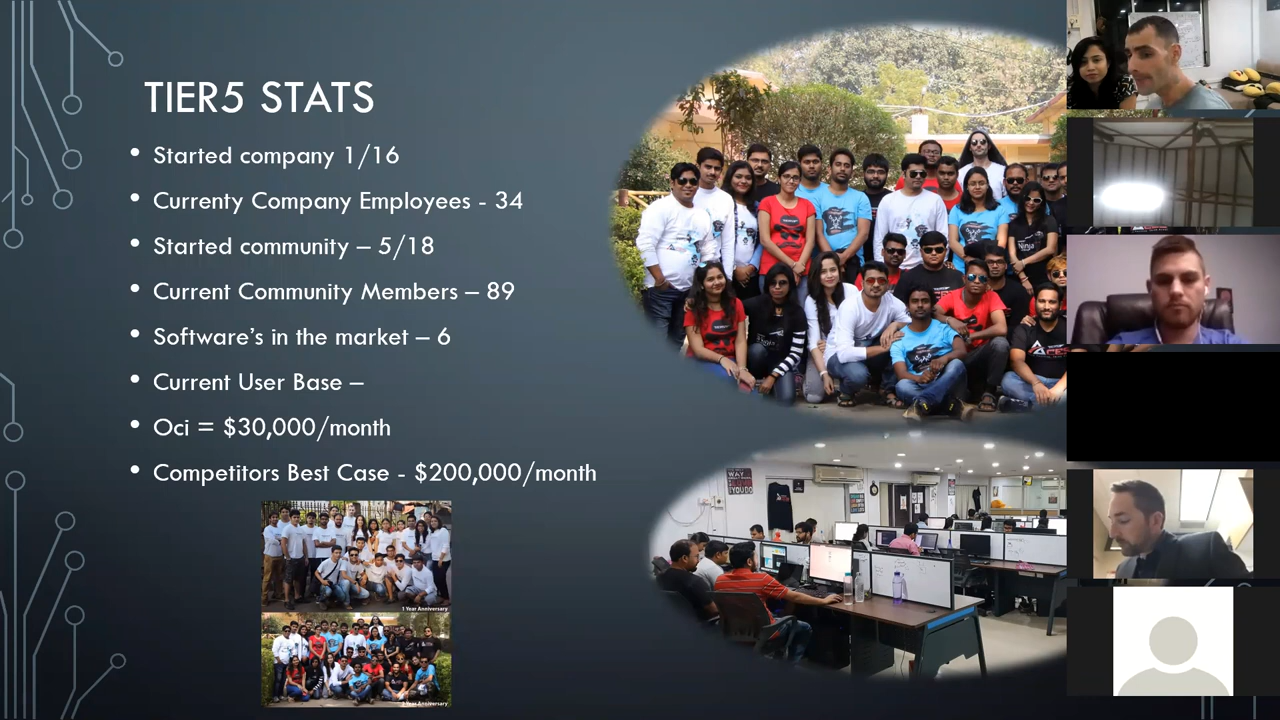 TIER5 STATS
• Started company 1/16
• Currenty Company Employees - 34
• Started community – 5/18
• Current Community Members – 89
• Software's in the market – 6
• Current User Base –
• Oci = $30,000/month
• Competitors Best Case - $200,000/month
1 Year Anniversary